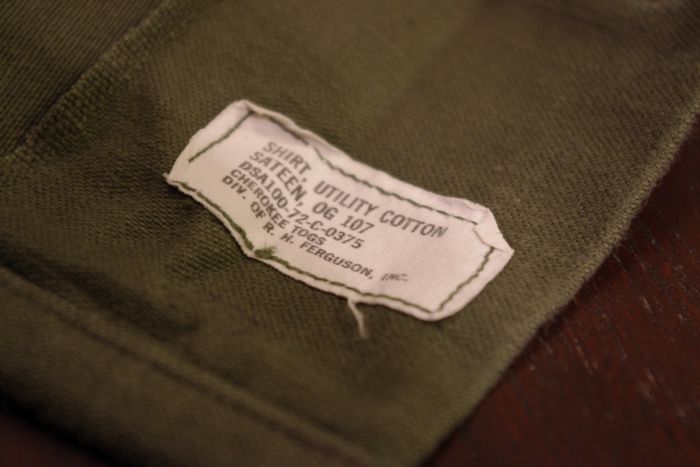 SHIRT, UTILITY COTTON
SATEEN, OG 107
DSA100-72-C-0375
CHEROKEE TOGS
DIV. OF R. H. FERGUSON, INC.